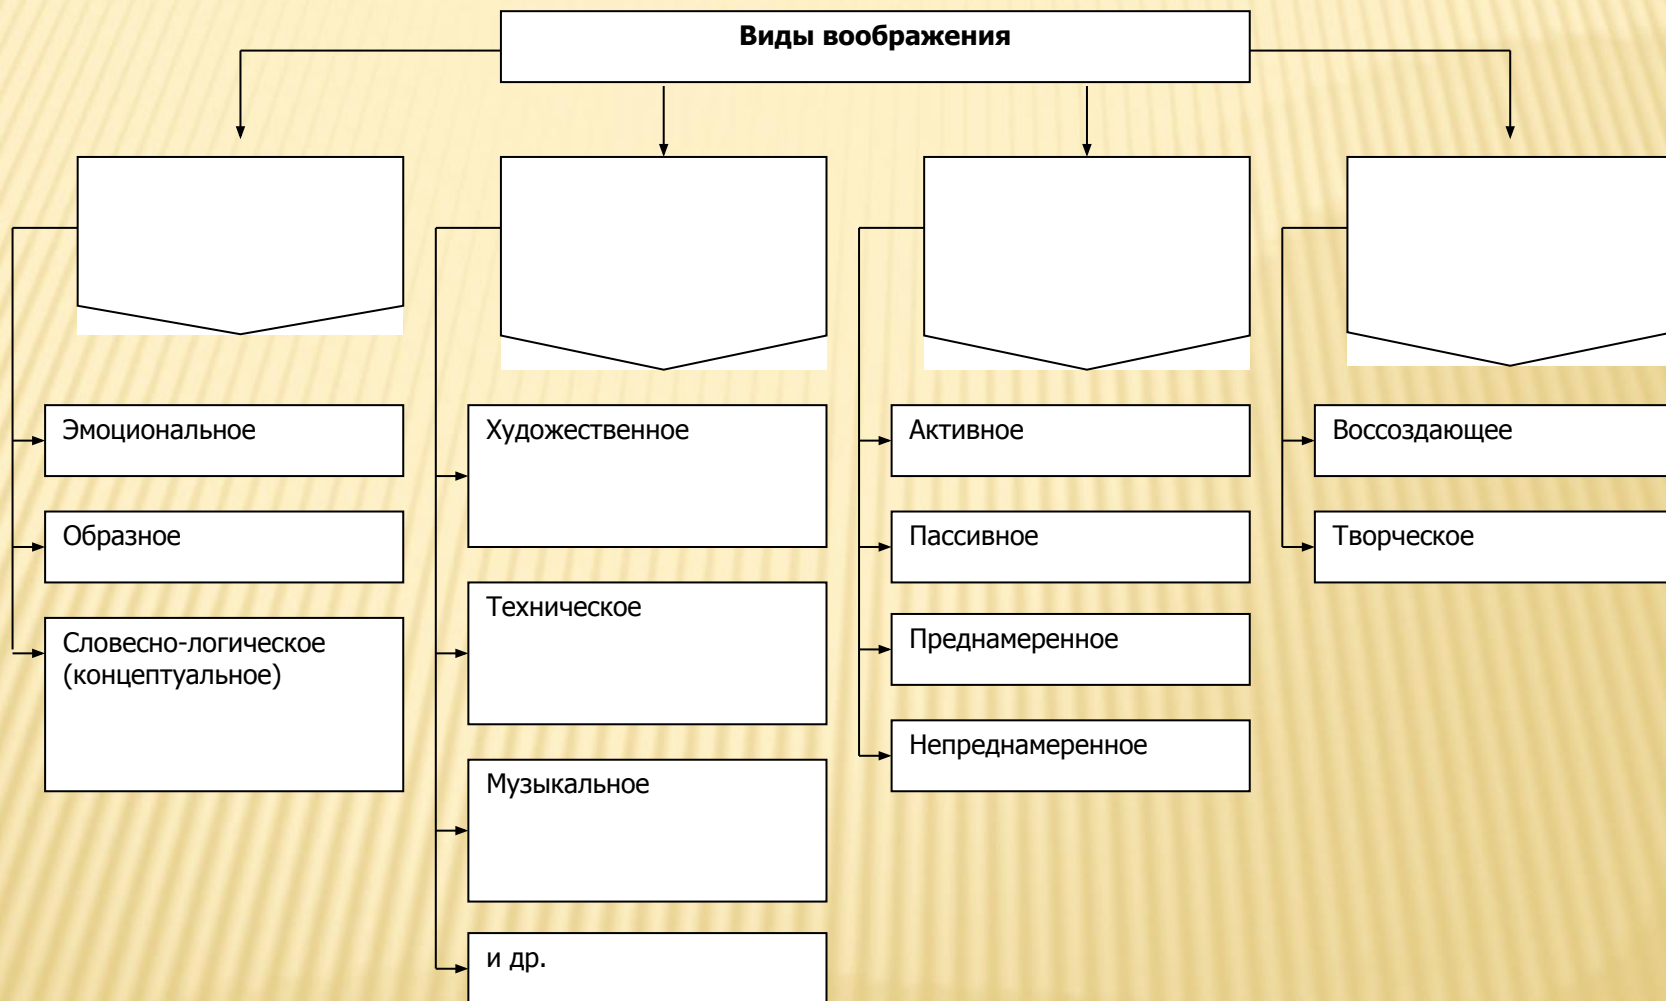 Виды воображения
Эмоциональное
Образное
Словесно-логическое
(концептуальное)
Художественное
Техническое
Музыкальное
и др.
Активное
Пассивное
Преднамеренное
Непреднамеренное
Воссоздающее
Творческое